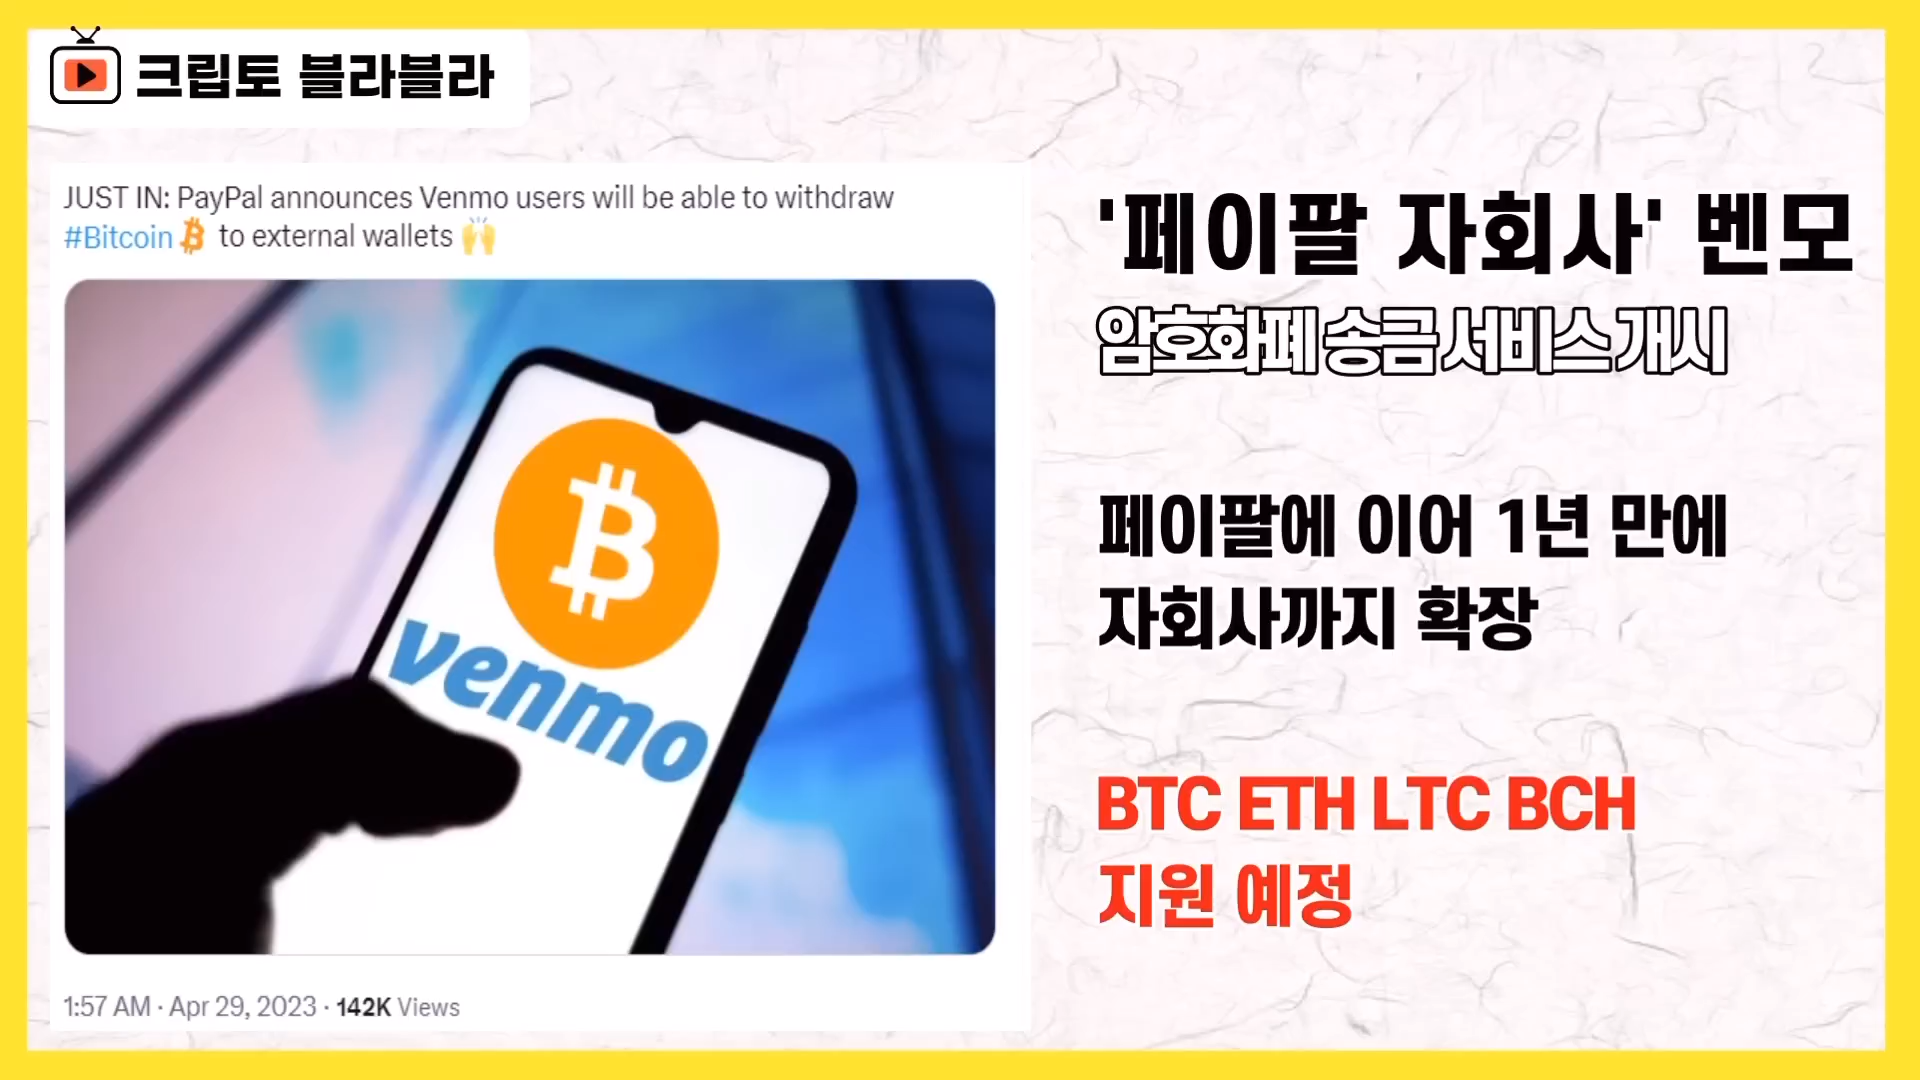 크립토 블라블라
JUST IN: PayPal announces Venmo users will be able to withdraw
#Bitcoin to external wallets 🙌
venmo
1:57 AM · Apr 29, 2023 · 142K Views
'페이팔 자회사' 벤모
암호화폐 송금 서비스 개시
페이팔에 이어 1년 만에
자회사까지 확장
BTC ETH LTC BCH
지원 예정